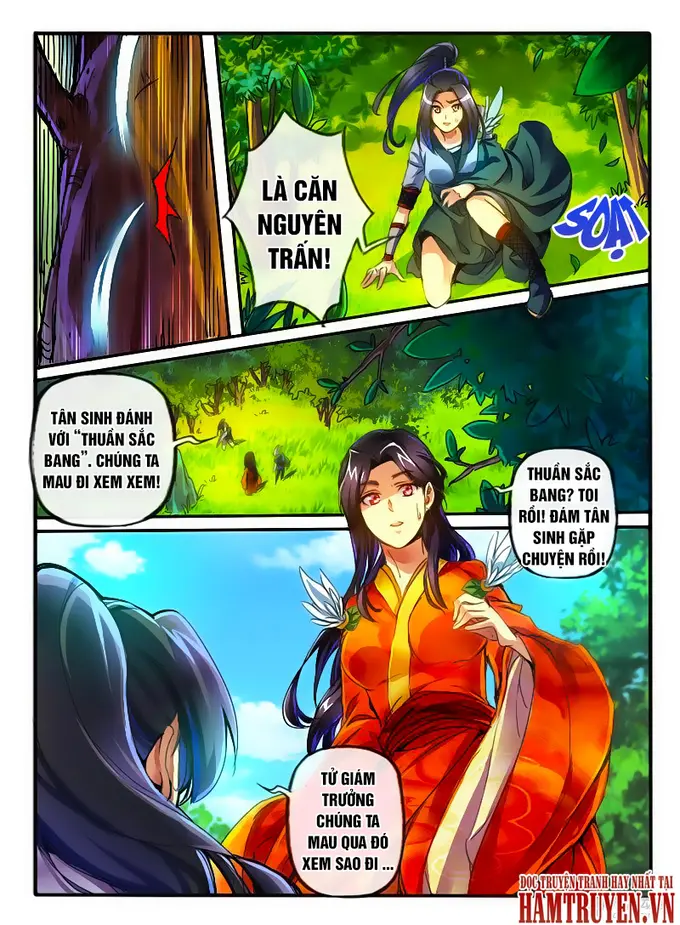 LÀ CĂN
NGUYÊN
TRẤN!
SOẠT
TÂN SINH ĐÁNH
VỚI "THUẦN SẮC
BANG". CHÚNG TA
MAU ĐI XEM XEM!
THUẦN SẮC
BANG? TOI
RỒI! ĐÁM TÂN
SINH GẶP
CHUYỆN RỒI!
TỬ GIÁM
TRƯỞNG
CHÚNG TA
MAU QUA ĐÓ
XEM SAO ĐI ...
ĐỌC TRUYỆN TRANH HAY NHẤT TẠI
HAMTRUYEN.VN